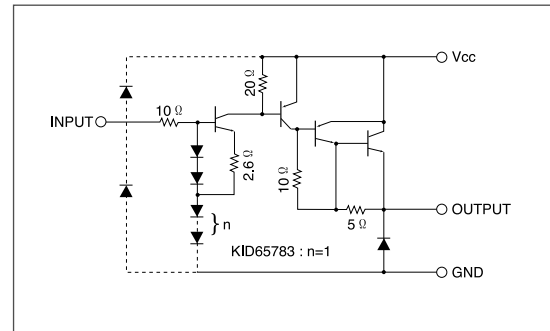 Vcc
20 Ω
INPUT
10 Ω
2.6 Ω
10 Ω
} n
5 Ω
OUTPUT
KID65783 : n=1
GND